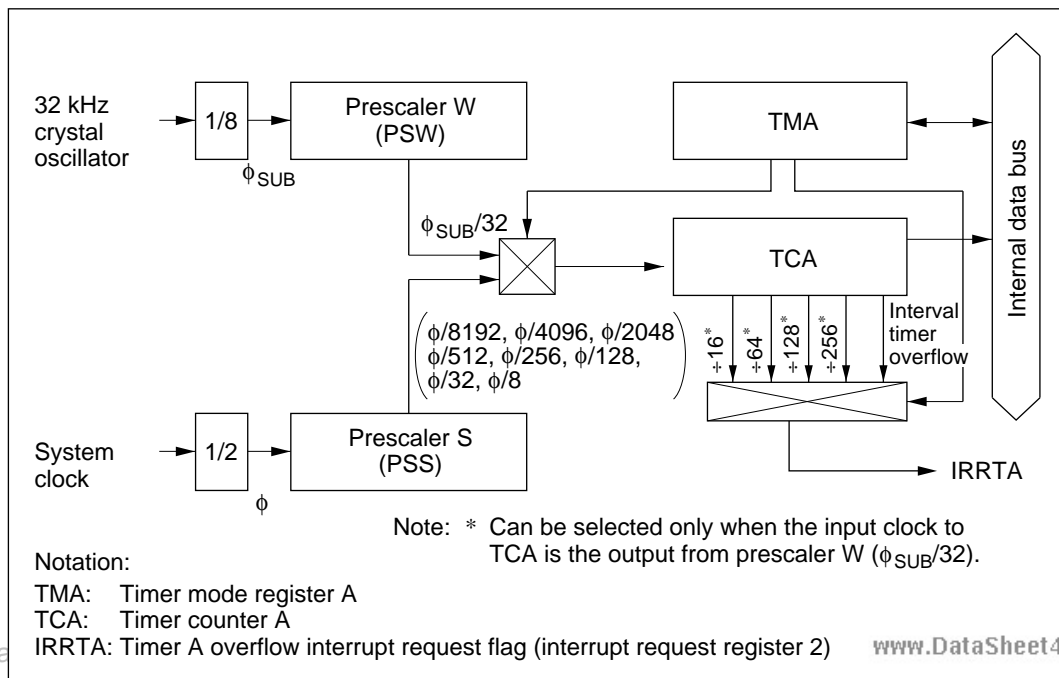 32 kHz
crystal
oscillator
1/8
ϕSUB
Prescaler W
(PSW)
TMA
Internal data bus
ϕSUB/32
TCA
ϕ/8192, ϕ/4096, ϕ/2048
ϕ/512, ϕ/256, ϕ/128,
ϕ/32, ϕ/8
÷16*
÷64*
÷128*
÷256*
Interval
timer
overflow
System
clock
1/2
ϕ
Prescaler S
(PSS)
IRRTA
Note: * Can be selected only when the input clock to
TCA is the output from prescaler W (ϕSUB/32).
Notation:
TMA: Timer mode register A
TCA: Timer counter A
IRRTA: Timer A overflow interrupt request flag (interrupt request register 2)
www.DataSheet4